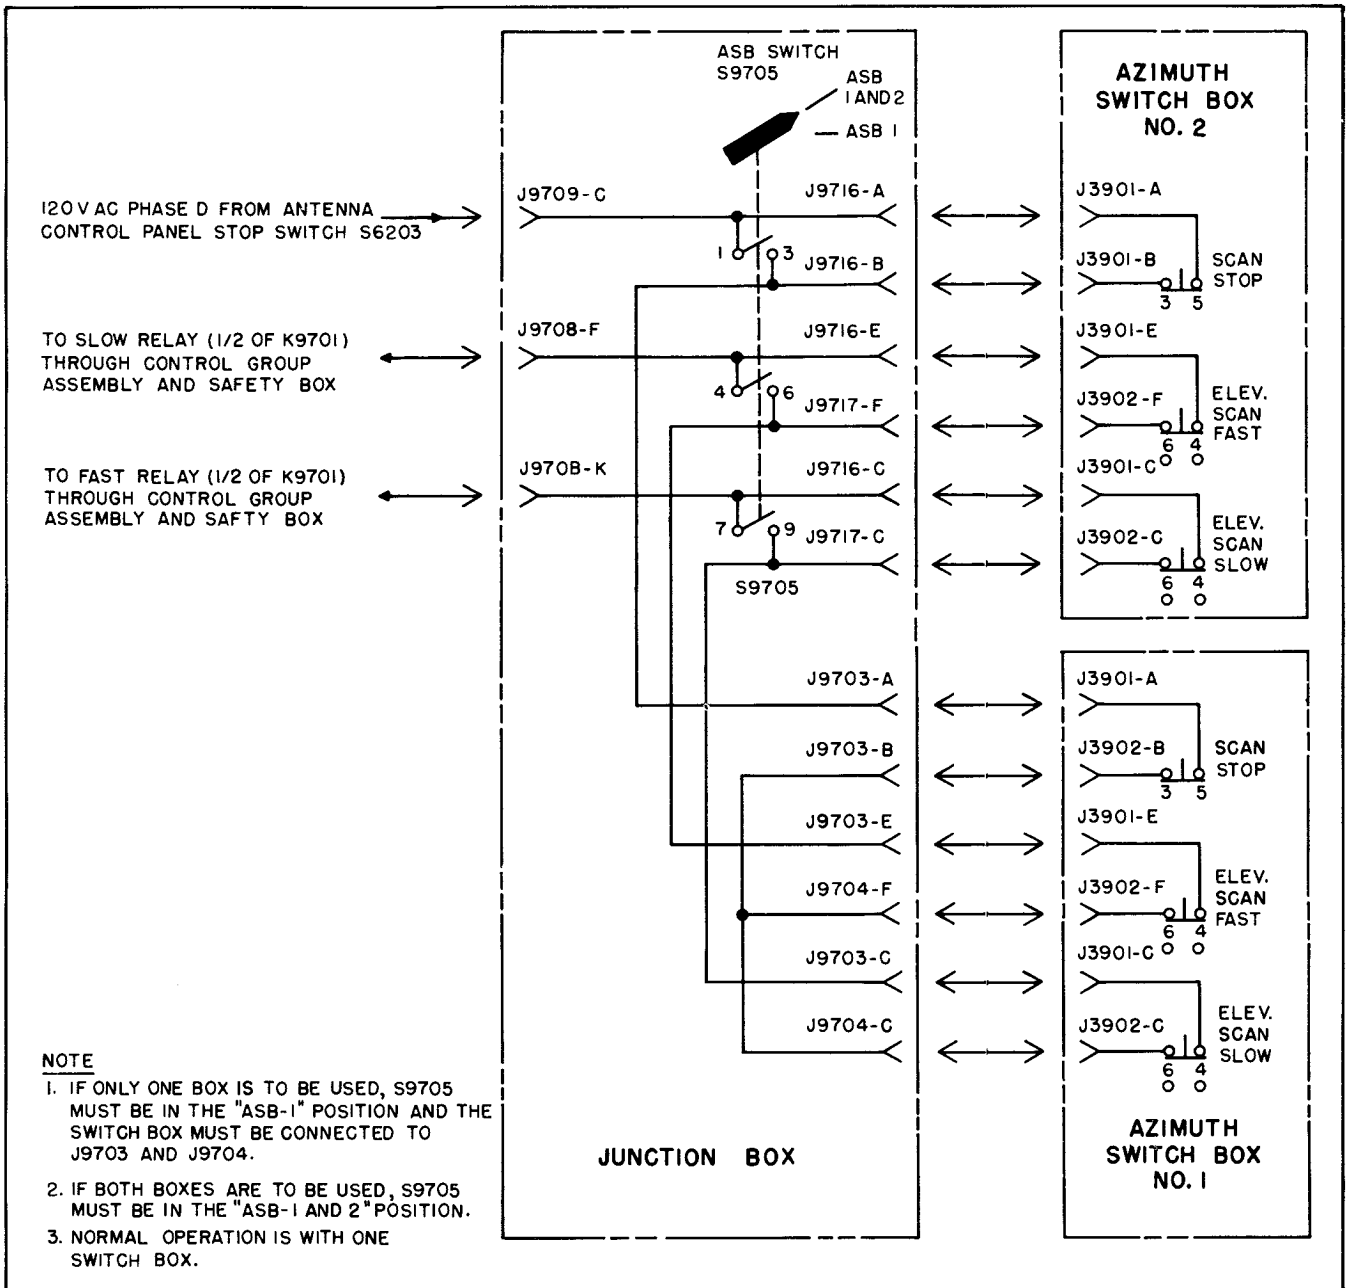 ASB SWITCH
S9705
ASB
1 AND 2
ASB 1
AZIMUTH
SWITCH BOX
NO. 2
120 V AC PHASE D FROM ANTENNA
CONTROL PANEL STOP SWITCH S6203
J9709-C
J9716-A
J3901-A
1
3
J9716-B
J3901-B
SCAN
STOP
3 5
TO SLOW RELAY (1/2 OF K9701)
THROUGH CONTROL GROUP
ASSEMBLY AND SAFETY BOX
J9708-F
J9716-E
J3901-E
4
6
J9717-F
J3902-F
ELEV.
SCAN
FAST
6 4
TO FAST RELAY (1/2 OF K9701)
THROUGH CONTROL GROUP
ASSEMBLY AND SAFTY BOX
J9708-K
J9716-C
J3901-C
7
9
J9717-C
J3902-C
ELEV.
SCAN
SLOW
6 4
S9705
J9703-A
J3901-A
J9703-B
J3902-B
SCAN
STOP
3 5
J9703-E
J3901-E
J9704-F
J3902-F
ELEV.
SCAN
FAST
6 4
J9703-C
J3901-C
J9704-C
J3902-C
ELEV.
SCAN
SLOW
6 4
NOTE
1. IF ONLY ONE BOX IS TO BE USED, S9705
MUST BE IN THE "ASB-1" POSITION AND THE
SWITCH BOX MUST BE CONNECTED TO
J9703 AND J9704.
2. IF BOTH BOXES ARE TO BE USED, S9705
MUST BE IN THE "ASB-1 AND 2" POSITION.
3. NORMAL OPERATION IS WITH ONE
SWITCH BOX.
JUNCTION BOX
AZIMUTH
SWITCH BOX
NO. 1